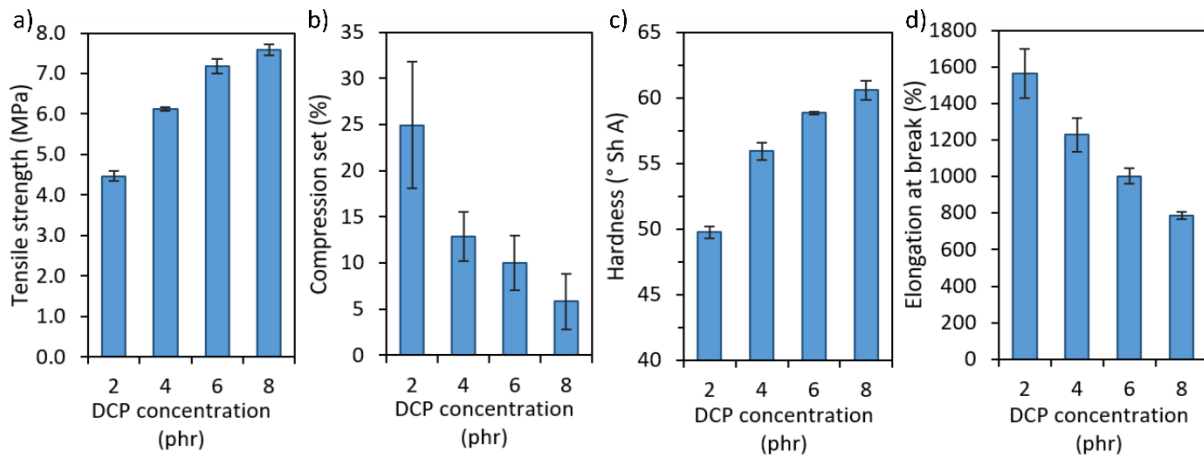 a)
Tensile strength (MPa)
8.0
7.0
6.0
5.0
4.0
3.0
2.0
1.0
0.0
2 4 6 8
DCP concentration
(phr)
b)
Compression set (%)
35
30
25
20
15
10
5
0
2 4 6 8
DCP concentration
(phr)
c)
Hardness (° Sh A)
65
60
55
50
45
40
2 4 6 8
DCP concentration
(phr)
d)
Elongation at break (%)
1800
1600
1400
1200
1000
800
600
400
200
0
2 4 6 8
DCP concentration
(phr)